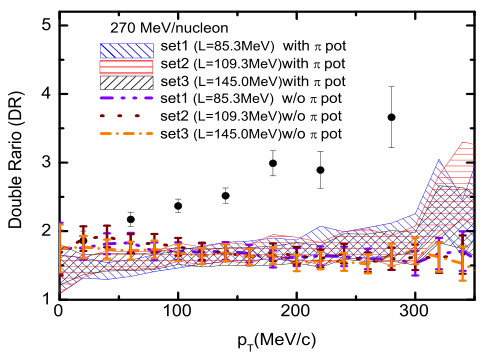 270 MeV/nucleon
set1 (L=85.3MeV) with π pot
set2 (L=109.3MeV)with π pot
set3 (L=145.0MeV)with π pot
set1 (L=85.3MeV) w/o π pot
set2 (L=109.3MeV)w/o π pot
set3 (L=145.0MeV)w/o π pot
Double Rario (DR)
5
4
3
2
1
0 100 200 300
pT(MeV/c)